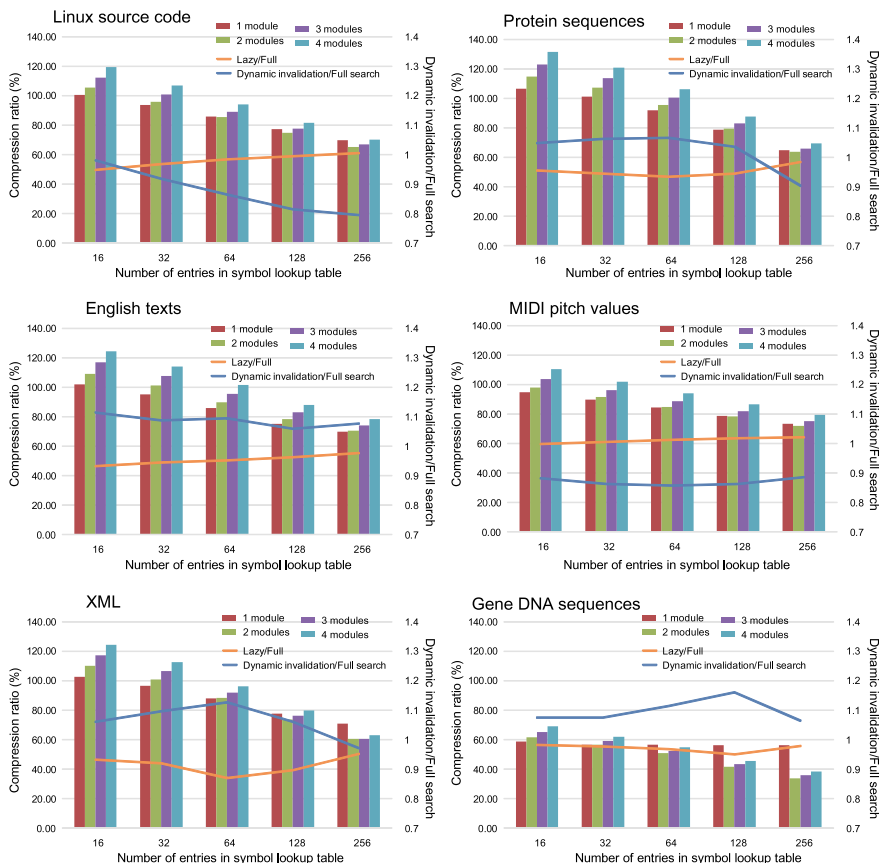 Linux source code
1 module
3 modules
2 modules
4 modules
Lazy/Full
Dynamic invalidation/Full search
Compression ratio (%)
140.00
120.00
100.00
80.00
60.00
40.00
20.00
0.00
1.4
1.3
1.2
1.1
1
0.9
0.8
0.7
Dynamic invalidation/Full search
16 32 64 128 256
Number of entries in symbol lookup table
Protein sequences
1 module
3 modules
2 modules
4 modules
Lazy/Full
Dynamic invalidation/Full search
Compression ratio (%)
140.00
120.00
100.00
80.00
60.00
40.00
20.00
0.00
1.4
1.3
1.2
1.1
1
0.9
0.8
0.7
Dynamic invalidation/Full search
16 32 64 128 256
Number of entries in symbol lookup table
English texts
1 module
3 modules
2 modules
4 modules
Lazy/Full
Dynamic invalidation/Full search
Compression ratio (%)
140.00
120.00
100.00
80.00
60.00
40.00
20.00
0.00
1.4
1.3
1.2
1.1
1
0.9
0.8
0.7
Dynamic invalidation/Full search
16 32 64 128 256
Number of entries in symbol lookup table
MIDI pitch values
1 module
3 modules
2 modules
4 modules
Lazy/Full
Dynamic invalidation/Full search
Compression ratio (%)
140.00
120.00
100.00
80.00
60.00
40.00
20.00
0.00
1.4
1.3
1.2
1.1
1
0.9
0.8
0.7
Dynamic invalidation/Full search
16 32 64 128 256
Number of entries in symbol lookup table
XML
1 module
3 modules
2 modules
4 modules
Lazy/Full
Dynamic invalidation/Full search
Compression ratio (%)
140.00
120.00
100.00
80.00
60.00
40.00
20.00
0.00
1.4
1.3
1.2
1.1
1
0.9
0.8
0.7
Dynamic invalidation/Full search
16 32 64 128 256
Number of entries in symbol lookup table
Gene DNA sequences
1 module
3 modules
2 modules
4 modules
Lazy/Full
Dynamic invalidation/Full search
Compression ratio (%)
140.00
120.00
100.00
80.00
60.00
40.00
20.00
0.00
1.4
1.3
1.2
1.1
1
0.9
0.8
0.7
Dynamic invalidation/Full search
16 32 64 128 256
Number of entries in symbol lookup table